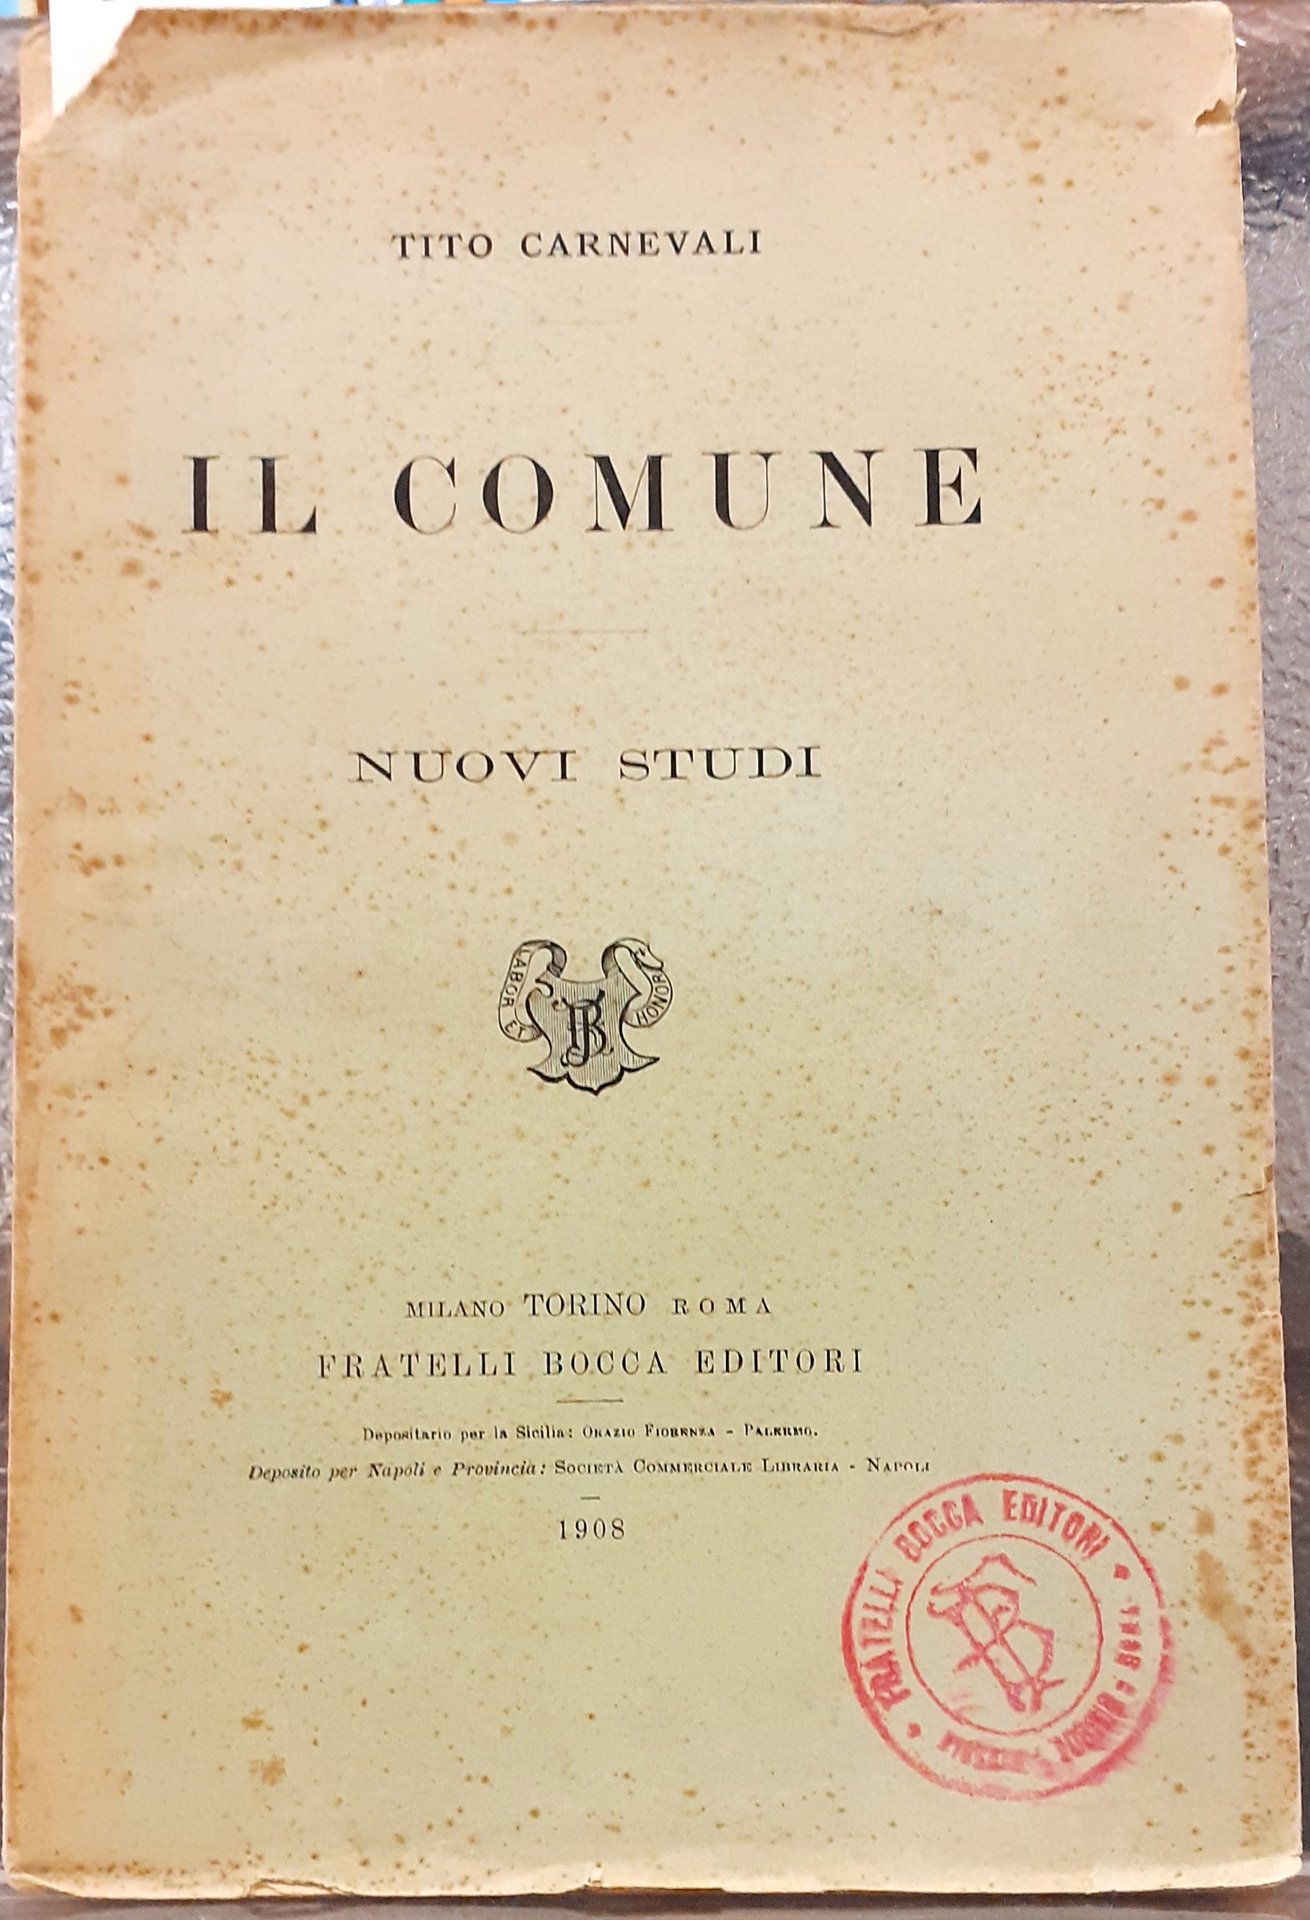 TITO CARNEVALI
IL COMUNE
NUOVI STUDI
LABOR ET
HONOR
MILANO TORINO ROMA
FRATELLI BOCCA EDITORI
Depositario per la Sicilia: ORAZIO FIORENZA - PALERMO.
Deposito per Napoli e Provincia: SOCIETÀ COMMERCIALE LIBRARIA - NAPOLI
1908
FRATELLI BOCCA EDITORI